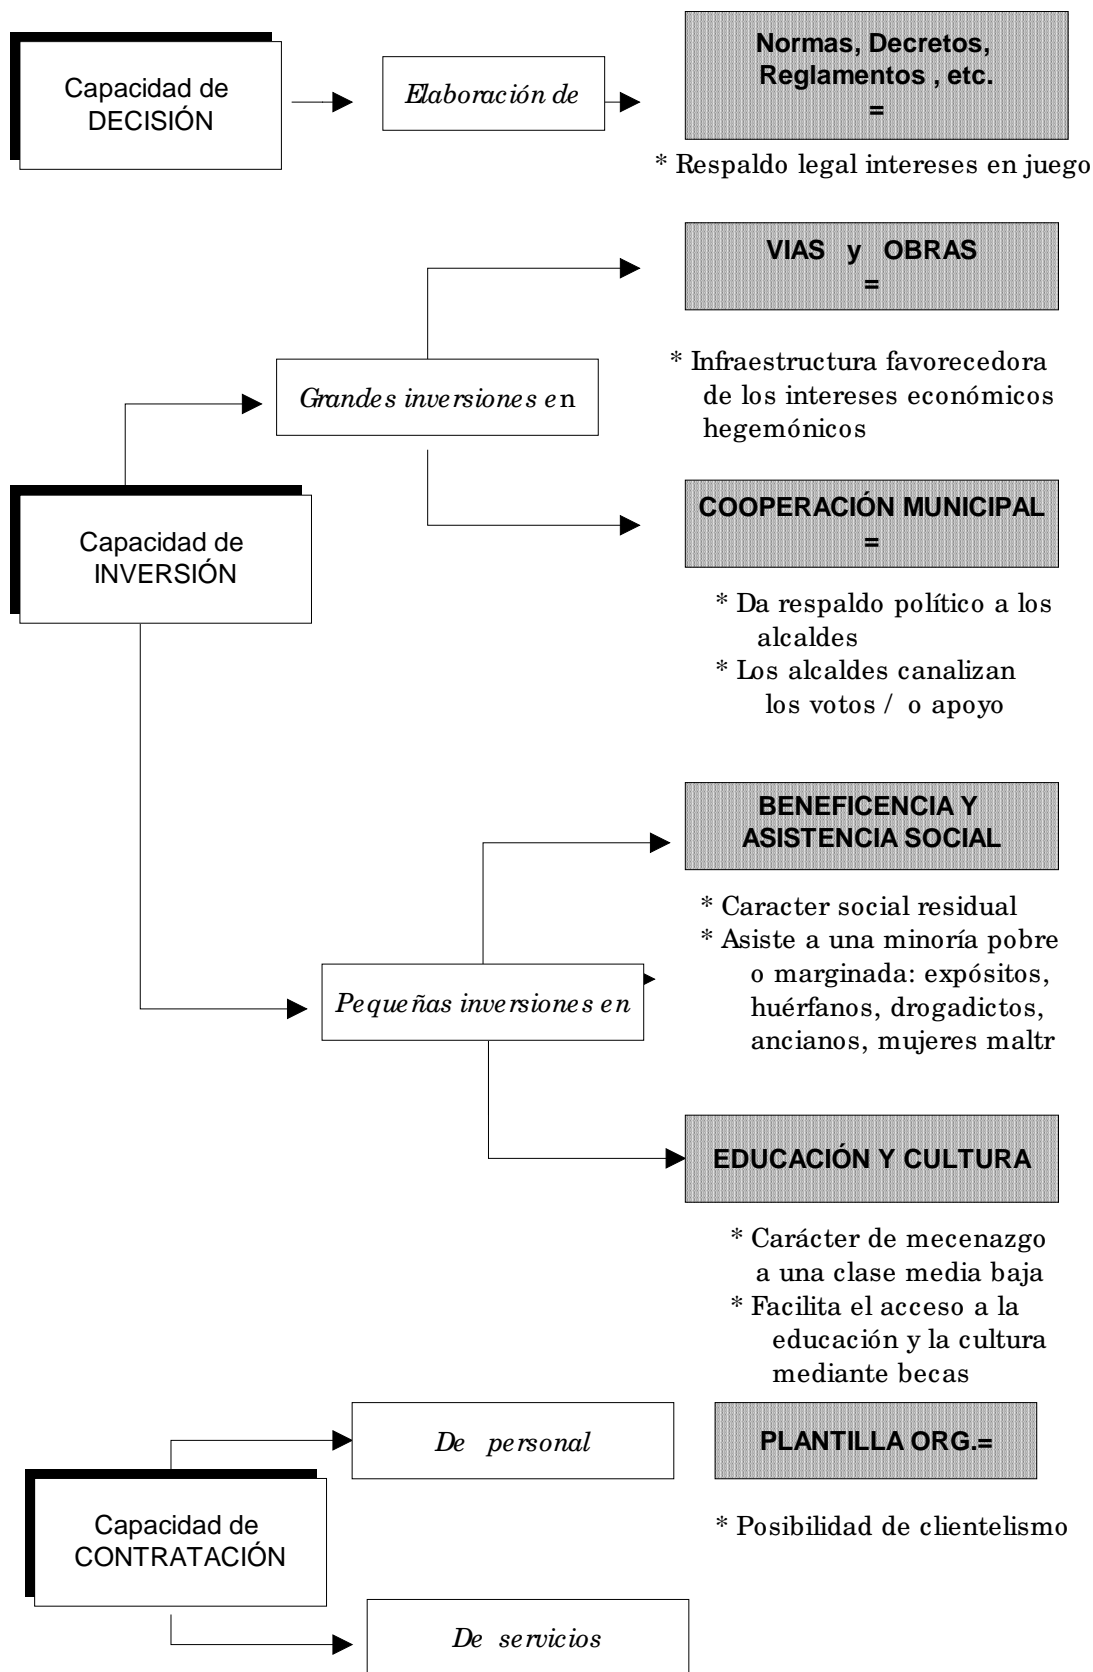 Capacidad de
DECISIÓN
Elaboración de
Normas, Decretos,
Reglamentos , etc.
=
* Respaldo legal intereses en juego
VIAS y OBRAS
=
* Infraestructura favorecedora
de los intereses económicos
hegemónicos
Grandes inversiones en
COOPERACIÓN MUNICIPAL
=
Capacidad de
INVERSIÓN
* Da respaldo político a los
alcaldes
* Los alcaldes canalizan
los votos / o apoyo
BENEFICENCIA Y
ASISTENCIA SOCIAL
* Caracter social residual
* Asiste a una minoría pobre
o marginada: expósitos,
huérfanos, drogadictos,
ancianos, mujeres maltr
Pequeñas inversiones en
EDUCACIÓN Y CULTURA
* Carácter de mecenazgo
a una clase media baja
* Facilita el acceso a la
educación y la cultura
mediante becas
De personal
PLANTILLA ORG.=
* Posibilidad de clientelismo
Capacidad de
CONTRATACIÓN
De servicios